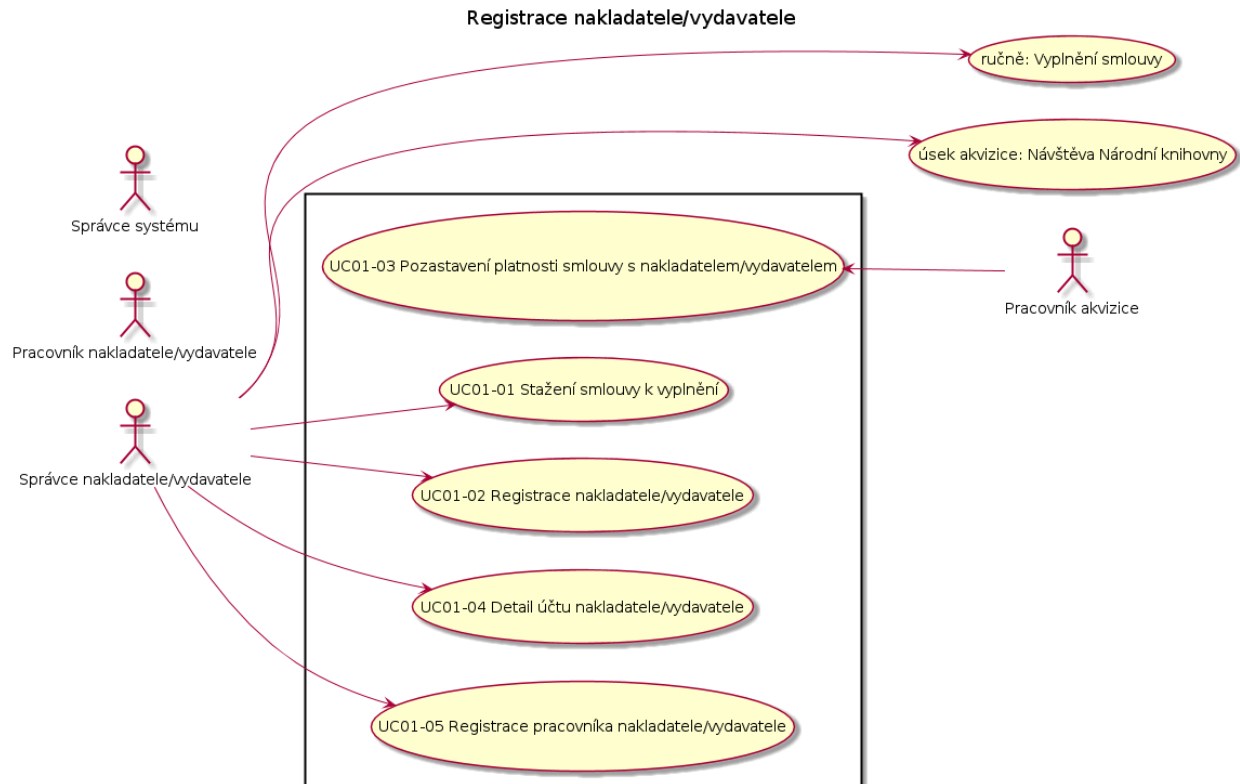 Registrace nakladatele/vydavatele
ručně: Vyplnění smlouvy
úsek akvizice: Návštěva Národní knihovny
Správce systému
UC01-03 Pozastavení platnosti smlouvy s nakladatelem/vydavatelem
Pracovník akvizice
Pracovník nakladatele/vydavatele
UC01-01 Stažení smlouvy k vyplnění
Správce nakladatele/vydavatele
UC01-02 Registrace nakladatele/vydavatele
UC01-04 Detail účtu nakladatele/vydavatele
UC01-05 Registrace pracovníka nakladatele/vydavatele